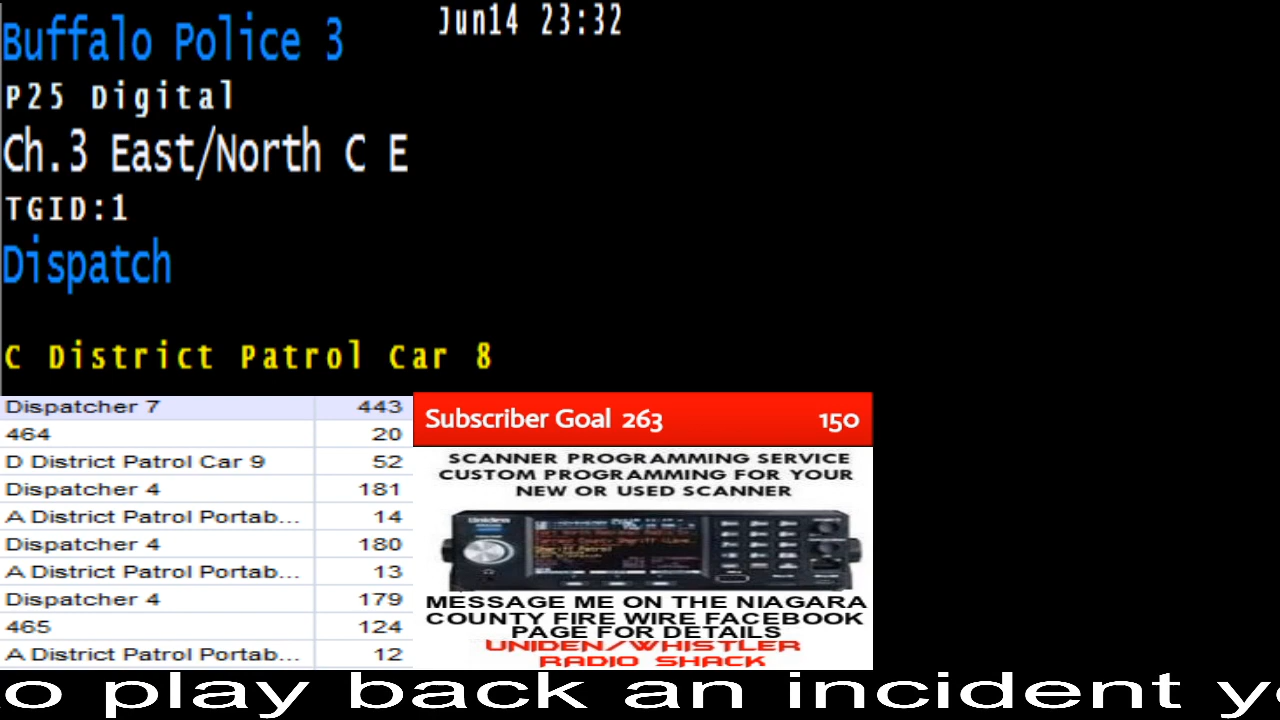 Buffalo Police 3
Jun14 23:32
P25 Digital
Ch.3 East/North C E
TGID:1
Dispatch
C District Patrol Car 8
Dispatcher 7 443
464 20
D District Patrol Car 9 52
Dispatcher 4 181
A District Patrol Portab... 14
Dispatcher 4 180
A District Patrol Portab... 13
Dispatcher 4 179
465 124
A District Patrol Portab... 12
Subscriber Goal 263 150
SCANNER PROGRAMMING SERVICE
CUSTOM PROGRAMMING FOR YOUR
NEW OR USED SCANNER
Uniden
Sheriff Patrol
MESSAGE ME ON THE NIAGARA
COUNTY FIRE WIRE FACEBOOK
PAGE FOR DETAILS
UNIDEN/WHISTLER
RADIO SHACK
o play back an incident y